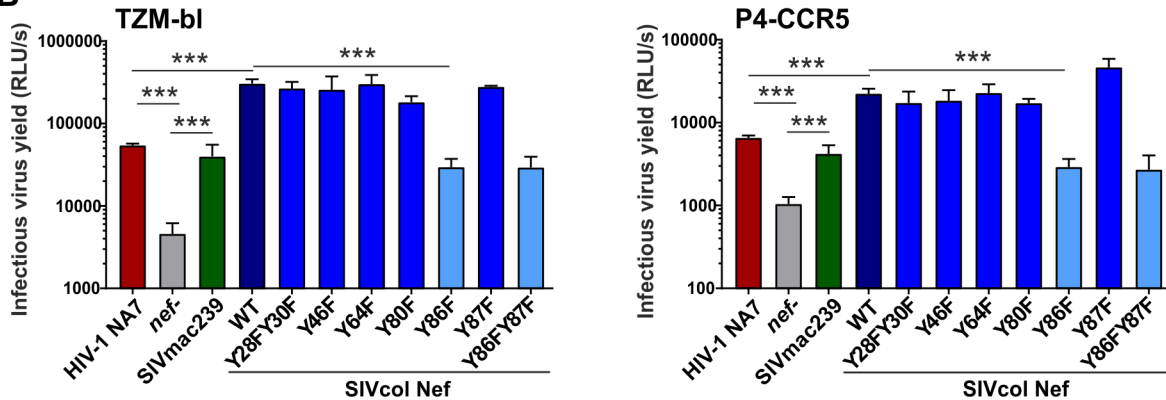 TZM-bl
Infectious virus yield (RLU/s)
1000000
100000
10000
1000
***
***
***
***
HIV-1 NA7
nef-
SIVmac239
WT
Y28FY30F
Y46F
Y64F
Y80F
Y86F
Y87F
Y86FY87F
SIVcol Nef
P4-CCR5
Infectious virus yield (RLU/s)
100000
10000
1000
100
***
***
***
***
HIV-1 NA7
nef-
SIVmac239
WT
Y28FY30F
Y46F
Y64F
Y80F
Y86F
Y87F
Y86FY87F
SIVcol Nef